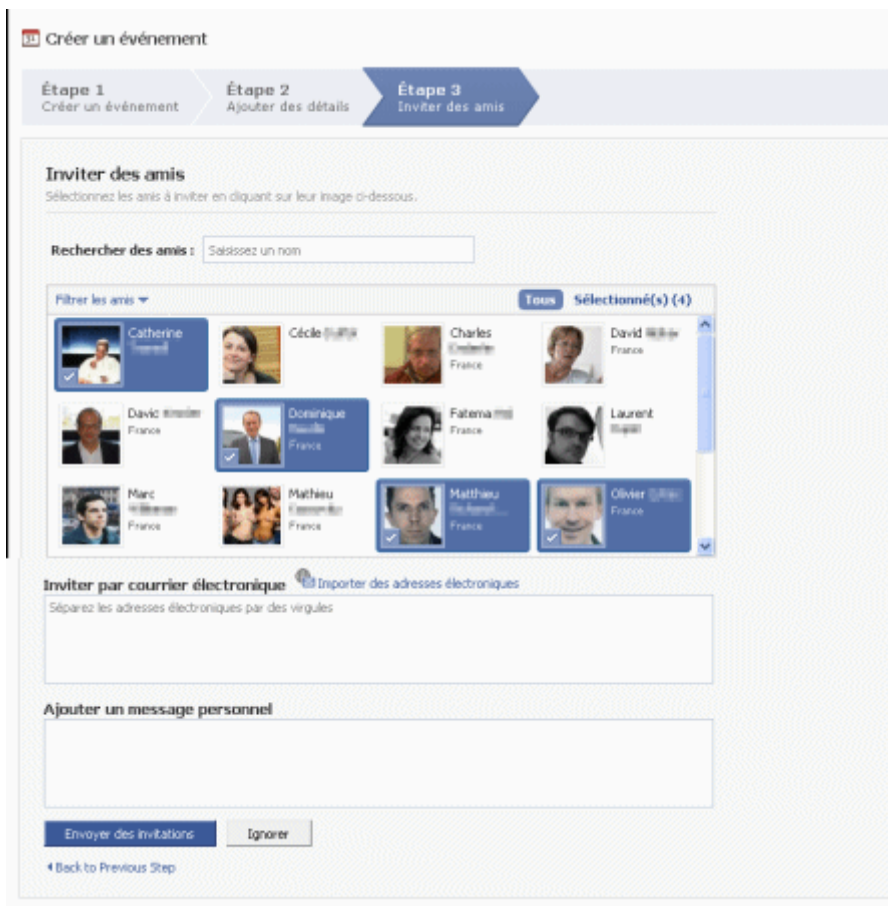 31 Créer un événement
Étape 1
Créer un événement
Étape 2
Ajouter des détails
Étape 3
Inviter des amis
Inviter des amis
Sélectionnez les amis à inviter en cliquant sur leur image ci-dessous.
Rechercher des amis : Saisissez un nom
Filtrer les amis
Tous Sélectionné(s) (4)
Catherine
Cécile
Charles
France
David
France
David
France
Dominique
France
Fatema
France
Laurent
Marc
France
Mathieu
France
Matthieu
France
Olivier
France
Inviter par courrier électronique Importer des adresses électroniques
Séparez les adresses électroniques par des virgules
Ajouter un message personnel
Envoyer des invitations Ignorer
Back to Previous Step